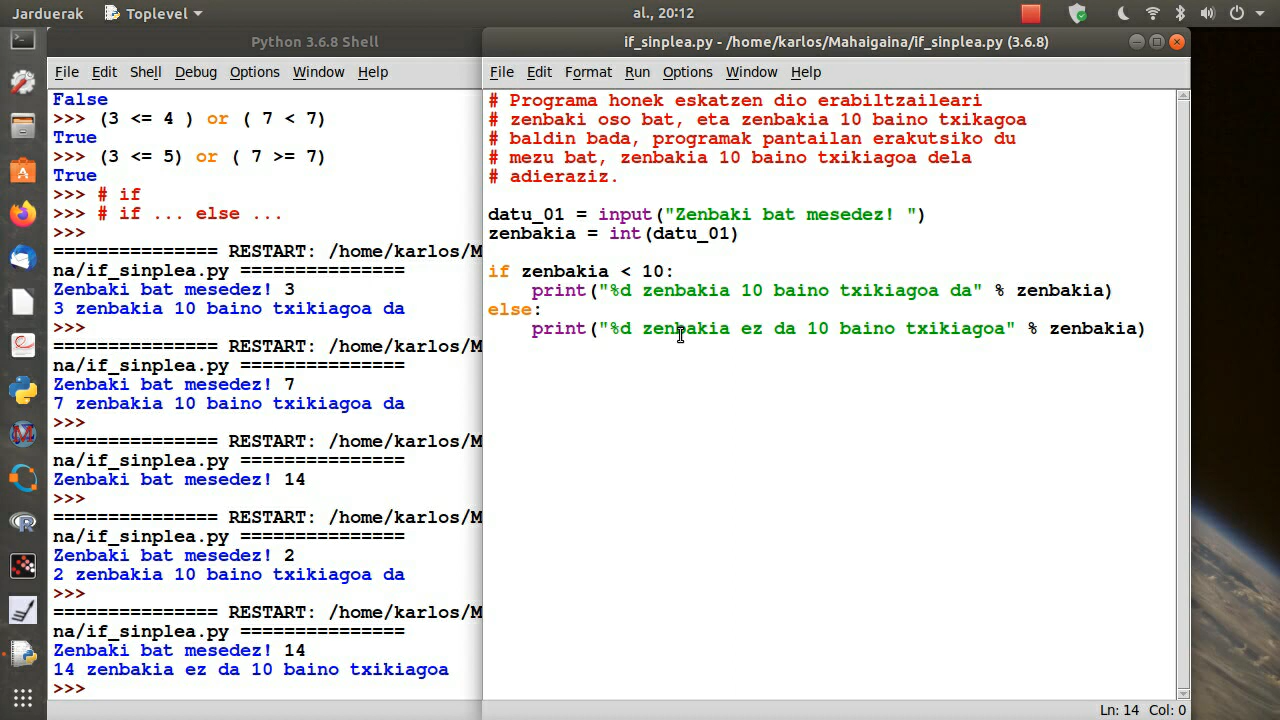 Jarduerak
Toplevel
al., 20:12
Python 3.6.8 Shell
File Edit Shell Debug Options Window Help
False
>>> (3 <= 4 ) or ( 7 < 7)
True
>>> (3 <= 5) or ( 7 >= 7)
True
>>> # if
>>> # if ... else ...
>>>
=============== RESTART: /home/karlos/M
na/if_sinplea.py ===============
Zenbaki bat mesedez! 3
3 zenbakia 10 baino txikiagoa da
>>>
=============== RESTART: /home/karlos/M
na/if_sinplea.py ===============
Zenbaki bat mesedez! 7
7 zenbakia 10 baino txikiagoa da
>>>
=============== RESTART: /home/karlos/M
na/if_sinplea.py ===============
Zenbaki bat mesedez! 14
>>>
=============== RESTART: /home/karlos/M
na/if_sinplea.py ===============
Zenbaki bat mesedez! 2
2 zenbakia 10 baino txikiagoa da
>>>
=============== RESTART: /home/karlos/M
na/if_sinplea.py ===============
Zenbaki bat mesedez! 14
14 zenbakia ez da 10 baino txikiagoa
>>>
if_sinplea.py - /home/karlos/Mahaigaina/if_sinplea.py (3.6.8)
File Edit Format Run Options Window Help
# Programa honek eskatzen dio erabiltzaileari
# zenbaki oso bat, eta zenbakia 10 baino txikagoa
# baldin bada, programak pantailan erakutsiko du
# mezu bat, zenbakia 10 baino txikiagoa dela
# adieraziz.
datu_01 = input("Zenbaki bat mesedez! ")
zenbakia = int(datu_01)
if zenbakia < 10:
    print("%d zenbakia 10 baino txikiagoa da" % zenbakia)
else:
    print("%d zenbakia ez da 10 baino txikiagoa" % zenbakia)
Ln: 14 Col: 0